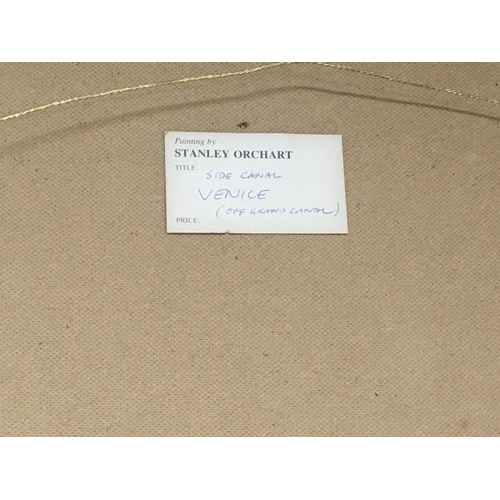 Painting by
STANLEY ORCHART
TITLE: SIDE CANAL
VENICE
(OFF GRAND CANAL)
PRICE: